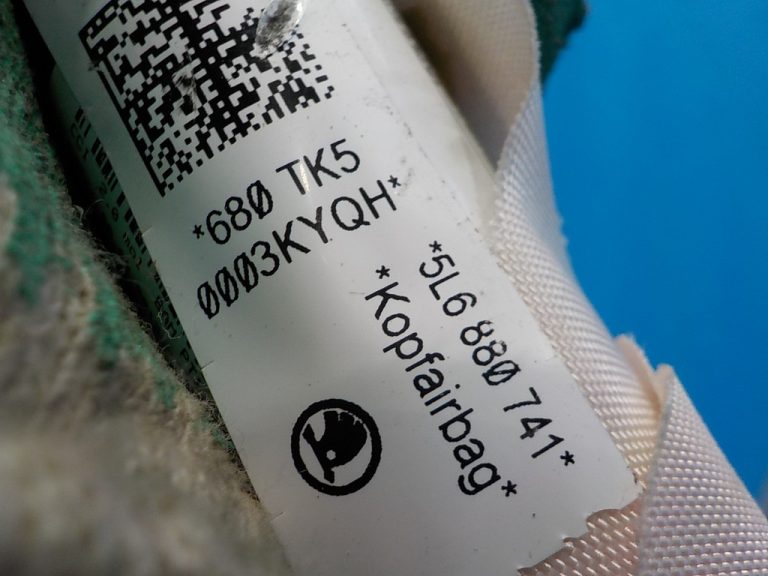 *680 TK5
0003KYQH*
*5L6 880 741*
*Kopfairbag*